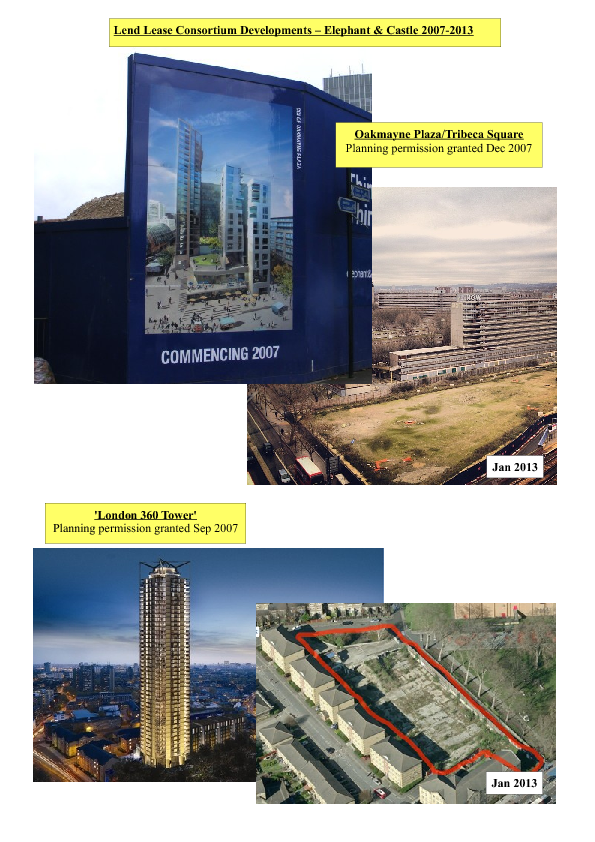 Lend Lease Consortium Developments – Elephant & Castle 2007-2013
Oakmayne Plaza/Tribeca Square
Planning permission granted Dec 2007
COMMENCING 2007
Jan 2013
'London 360 Tower'
Planning permission granted Sep 2007
Jan 2013